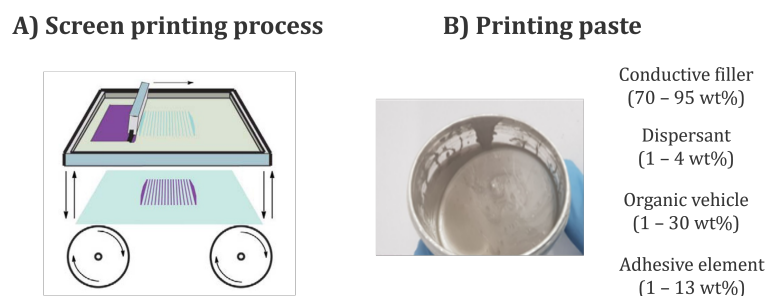 A) Screen printing process
B) Printing paste
Conductive filler
(70 – 95 wt%)
Dispersant
(1 – 4 wt%)
Organic vehicle
(1 – 30 wt%)
Adhesive element
(1 – 13 wt%)